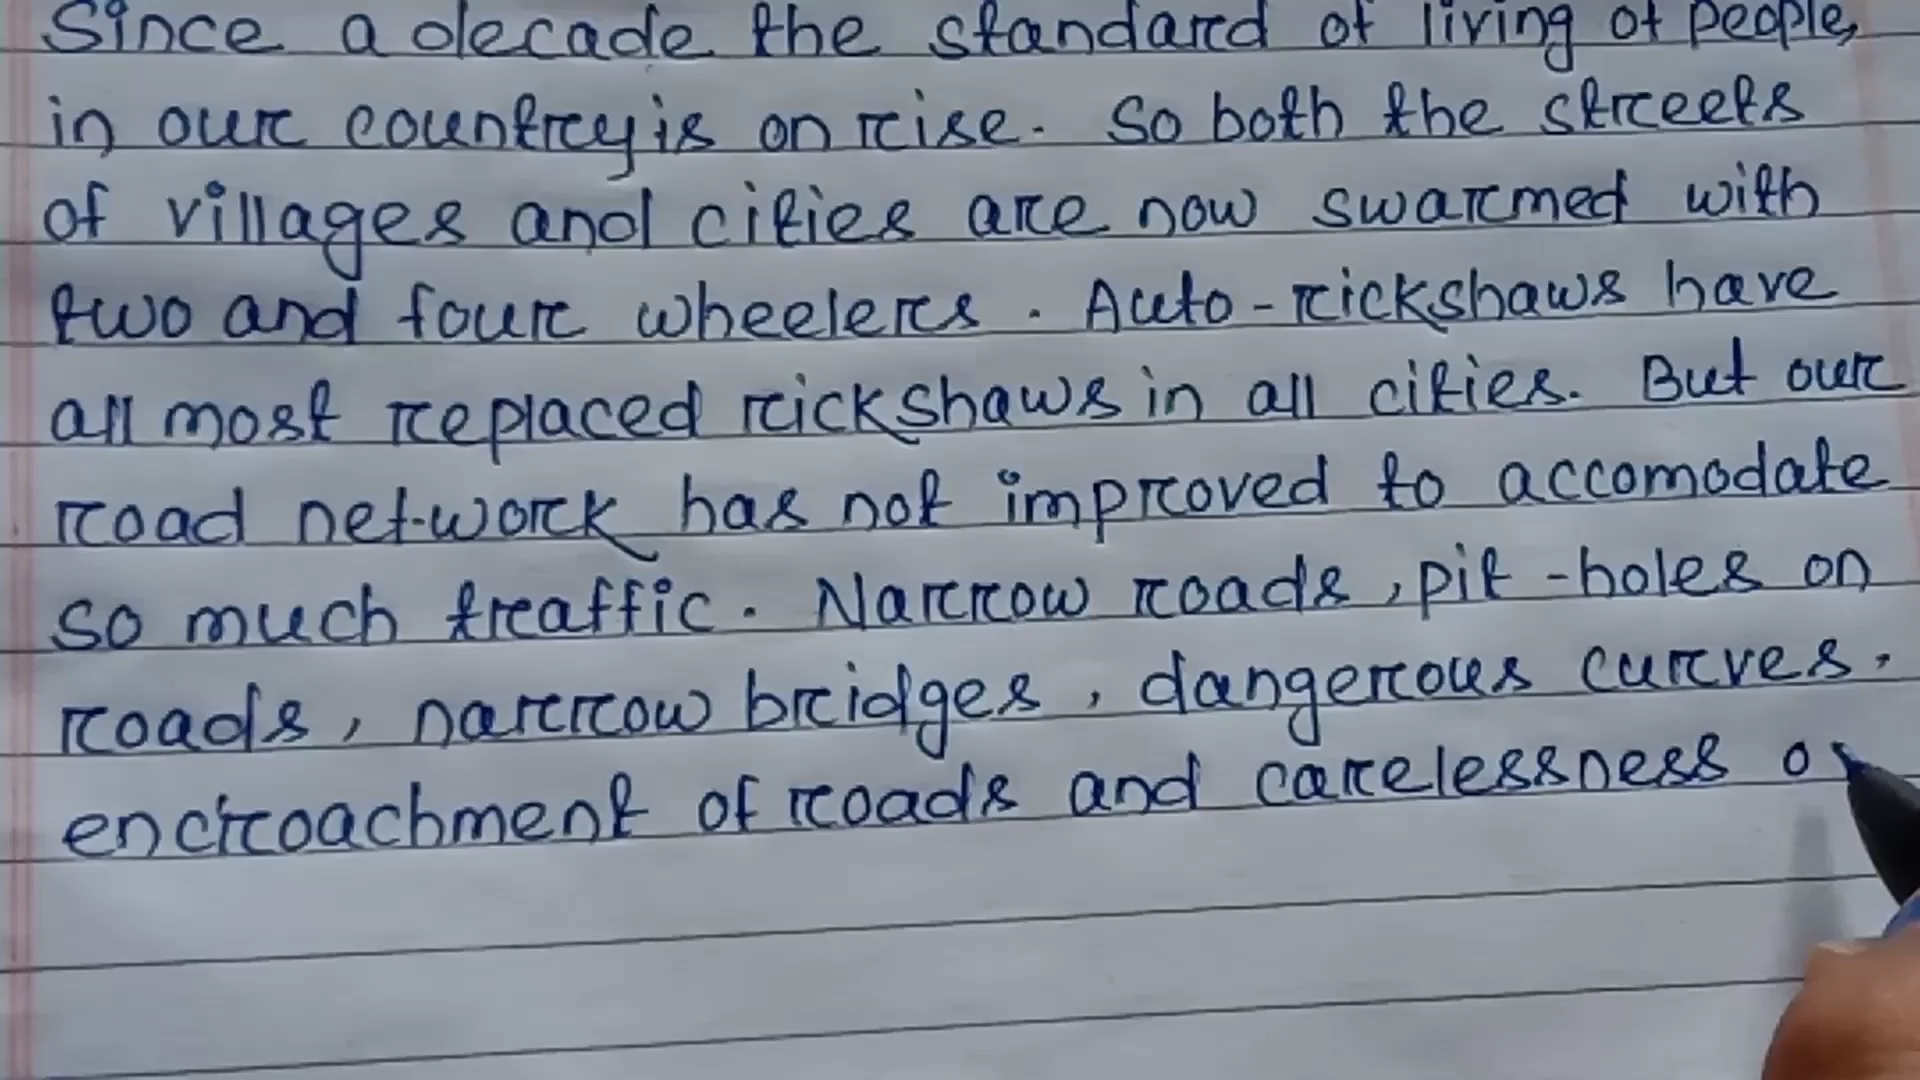 Since a decade the standard of living of people,
in our country is on rise. So both the streets
of villages and cities are now swarmed with
two and four wheelers. Auto-rickshaws have
all most replaced rickshaws in all cities. But our
road net-work has not improved to accomodate
so much traffic. Narrow roads, pit-holes on
roads, narrow bridges, dangerous curves.
encroachment of roads and carelessness